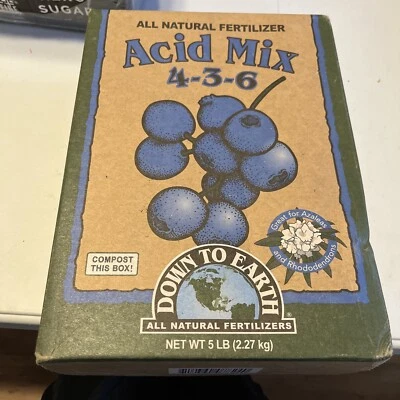 SUGAR
ALL NATURAL FERTILIZER
Acid Mix
4-3-6
Great for Azaleas
and Rhododendrons
COMPOST
THIS BOX!
DOWN TO EARTH
ALL NATURAL FERTILIZERS
NET WT 5 LB (2.27 kg)